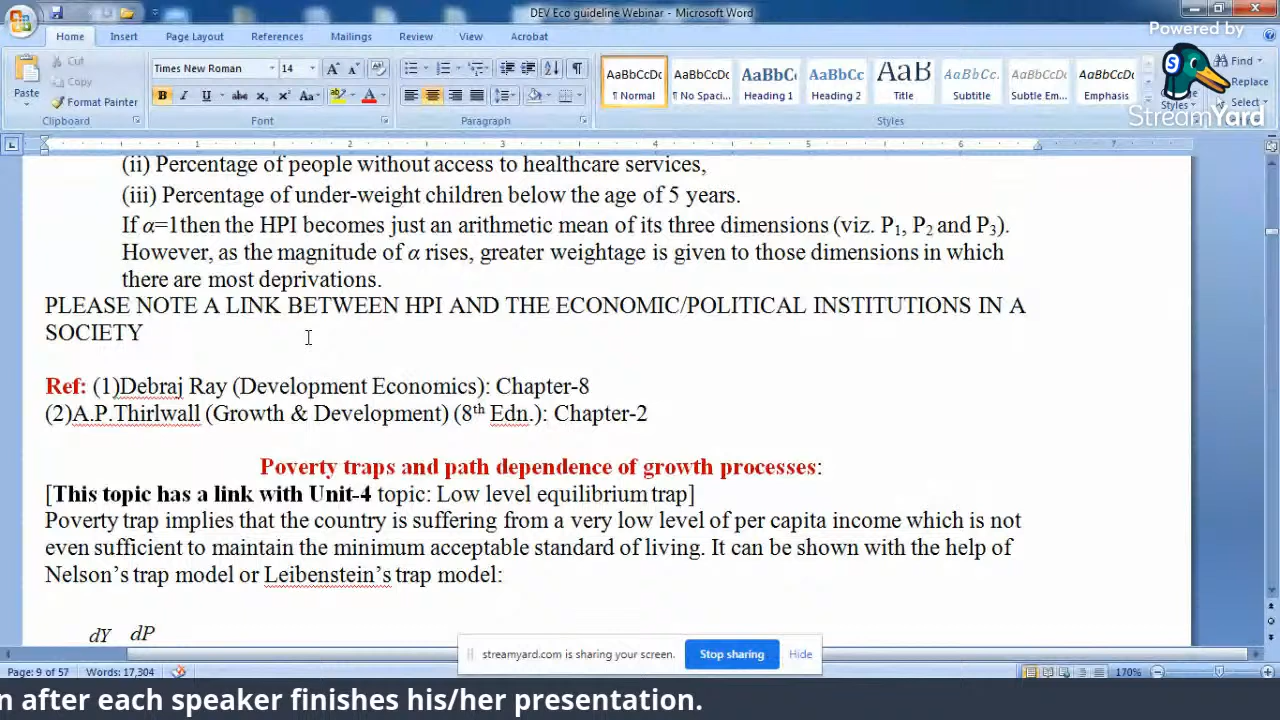 DEV Eco guideline Webinar - Microsoft Word
Powered by
Home Insert Page Layout References Mailings Review View Acrobat
Paste
Cut
Copy
Format Painter
Clipboard
Times New Roman 14
Font
Paragraph
AaBbCcDc AaBbCcDc AaBbC AaBbCc AaB AaBbCcL AaBbCcDc AaBbCcDc
¶ Normal ¶ No Spaci... Heading 1 Heading 2 Title Subtitle Subtle Em... Emphasis
Styles
Find
Replace
Select
StreamYard
1 2 3 4 5 6 7
(ii) Percentage of people without access to healthcare services,
(iii) Percentage of under-weight children below the age of 5 years.
If α=1then the HPI becomes just an arithmetic mean of its three dimensions (viz. P1, P2 and P3).
However, as the magnitude of α rises, greater weightage is given to those dimensions in which
there are most deprivations.
PLEASE NOTE A LINK BETWEEN HPI AND THE ECONOMIC/POLITICAL INSTITUTIONS IN A
SOCIETY
Ref: (1)Debraj Ray (Development Economics): Chapter-8
(2)A.P.Thirlwall (Growth & Development) (8th Edn.): Chapter-2
Poverty traps and path dependence of growth processes:
[This topic has a link with Unit-4 topic: Low level equilibrium trap]
Poverty trap implies that the country is suffering from a very low level of per capita income which is not
even sufficient to maintain the minimum acceptable standard of living. It can be shown with the help of
Nelson's trap model or Leibenstein's trap model:
dY dP
streamyard.com is sharing your screen. Stop sharing Hide
Page: 9 of 57 Words: 17,304 170%
n after each speaker finishes his/her presentation.